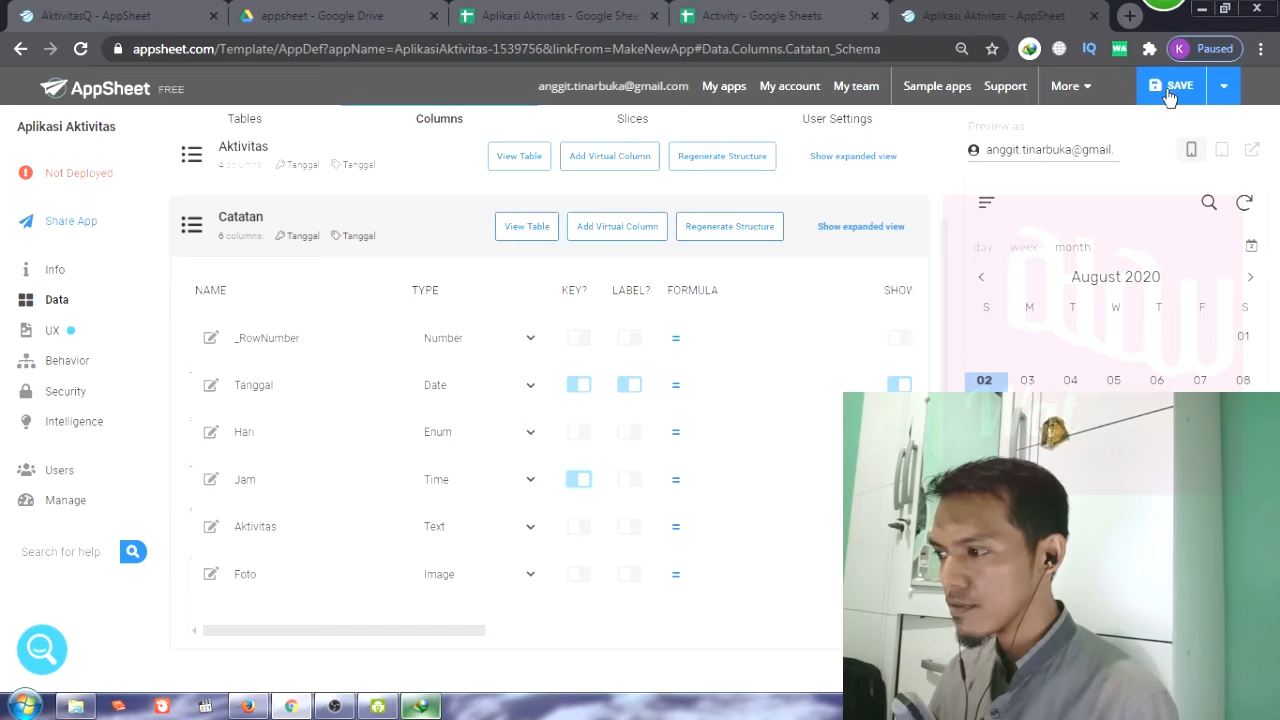 AktivitasQ - AppSheet
appsheet - Google Drive
Aplikasi Aktivitas - Google Shee
Activity - Google Sheets
Aplikasi Aktivitas - AppSheet
appsheet.com/Template/AppDef?appName=AplikasiAktivitas-1539756&linkFrom=MakeNewApp#Data.Columns.Catatan_Schema
IQ
WA
K Paused
AppSheet FREE
anggit.tinarbuka@gmail.com My apps My account My team Sample apps Support More SAVE
Aplikasi Aktivitas
Tables Columns Slices User Settings
Preview as
anggit.tinarbuka@gmail.
Not Deployed
Share App
Info
Data
UX
Behavior
Security
Intelligence
Users
Manage
Search for help
Aktivitas
4 columns: Tanggal Tanggal
View Table Add Virtual Column Regenerate Structure Show expanded view
Catatan
6 columns: Tanggal Tanggal
View Table Add Virtual Column Regenerate Structure Show expanded view
NAME TYPE KEY? LABEL? FORMULA SHOW
_RowNumber Number =
Tanggal Date =
Hari Enum =
Jam Time =
Aktivitas Text =
Foto Image =
day week month
August 2020
S M T W T F S
01
02 03 04 05 06 07 08